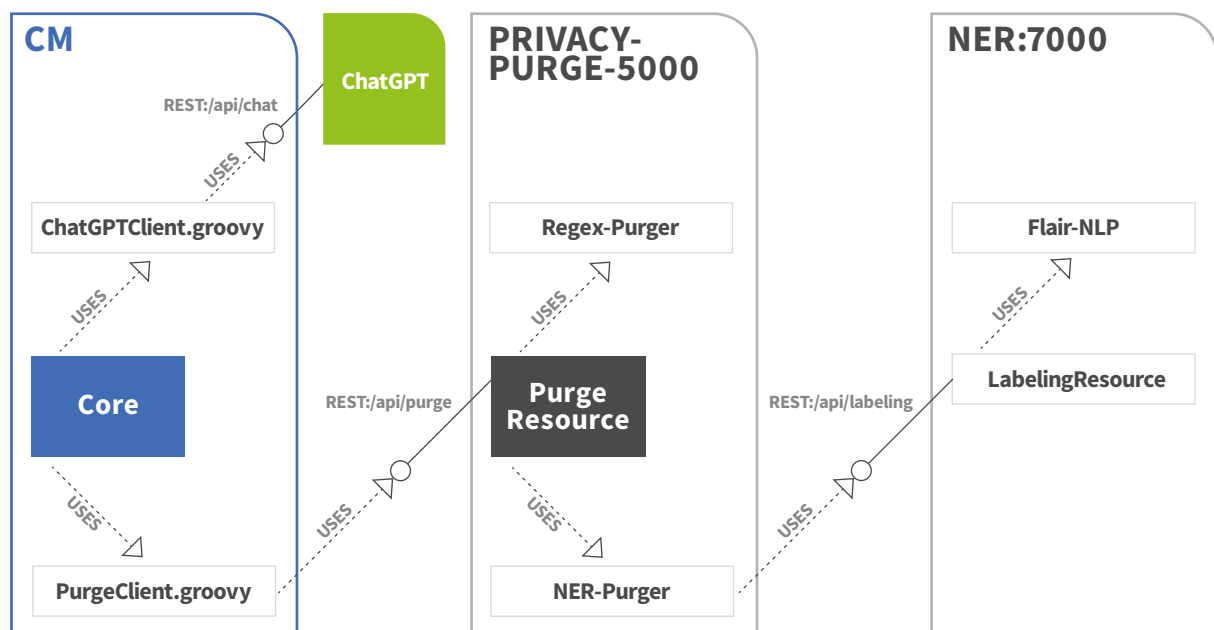 CM
ChatGPT
REST:/api/chat
USES
ChatGPTClient.groovy
USES
Core
USES
PurgeClient.groovy
USES
REST:/api/purge
PRIVACY-
PURGE-5000
Regex-Purger
USES
Purge
Resource
USES
NER-Purger
USES
REST:/api/labeling
NER:7000
Flair-NLP
USES
LabelingResource